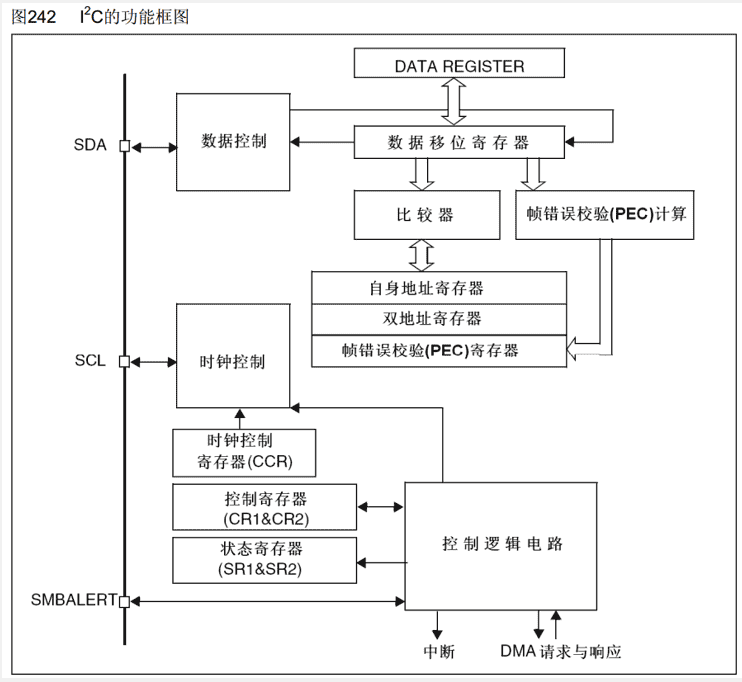 图242 I²C的功能框图
DATA REGISTER
SDA
数据控制
数据移位寄存器
比较器
帧错误校验(PEC)计算
自身地址寄存器
双地址寄存器
帧错误校验(PEC)寄存器
SCL
时钟控制
时钟控制
寄存器(CCR)
控制寄存器
(CR1&CR2)
状态寄存器
(SR1&SR2)
控制逻辑电路
SMBALERT
中断
DMA 请求与响应